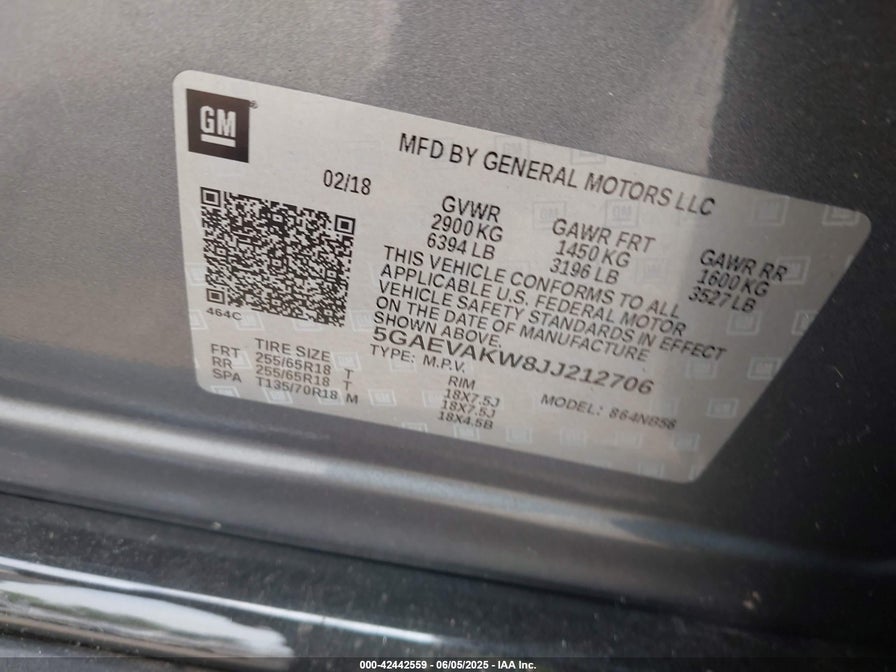 GM
MFD BY GENERAL MOTORS LLC
02/18
GVWR
2900 KG
6394 LB
GAWR FRT
1450 KG
3196 LB
GAWR RR
1600 KG
3527 LB
THIS VEHICLE CONFORMS TO ALL
APPLICABLE U.S. FEDERAL MOTOR
VEHICLE SAFETY STANDARDS IN EFFECT
ON THE DATE OF MANUFACTURE
SHOWN ABOVE.
464C
5GAEVAKW8JJ212706
TYPE: M.P.V.
MODEL: 864NB56
TIRE SIZE
RIM
FRT 255/65R18 T 18X7.5J
RR 255/65R18 T 18X7.5J
SPA T135/70R18 M 18X4.5B
000-42442559 - 06/05/2025 - IAA Inc.